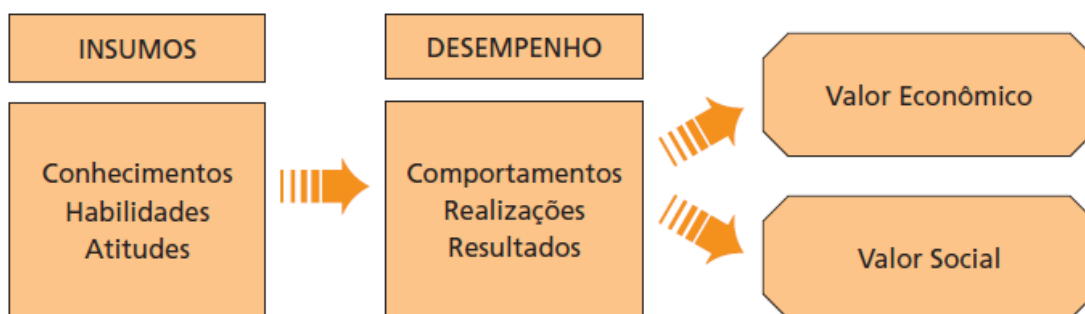 INSUMOS
Conhecimentos
Habilidades
Atitudes
DESEMPENHO
Comportamentos
Realizações
Resultados
Valor Econômico
Valor Social